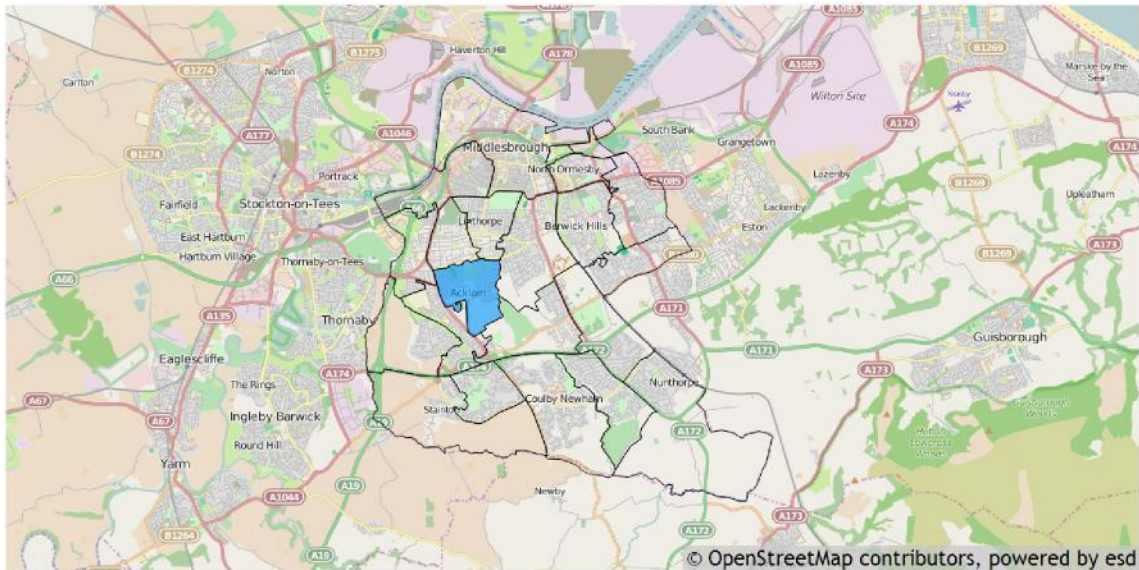 A178
A1085
B1275
Haverton Hill
A178
B1269
B1274
Norton
A1085
Marske by the
Sea
Carlton
Wilton Site
A174
A177
A1046
South Bank
Middlesbrough
Grangetown
A174
B1274
North Ormesby
Portrack
A1085
Lazenby
B1269
Upleatham
Fairfield
Stockton-on-Tees
Lackenby
Linthorpe
Berwick Hills
Eston
East Hartburn
A173
Hartburn Village
Thornaby-on-Tees
B1269
A66
Acklam
A171
A135
Thornaby
Guisborough
Eaglescliffe
A171
A173
The Rings
A174
Nunthorpe
A67
Ingleby Barwick
Stainton
Coulby Newham
A67
Round Hill
A172
Yarm
A19
A1044
Newby
B1264
A173
A19
A172
© OpenStreetMap contributors, powered by esd